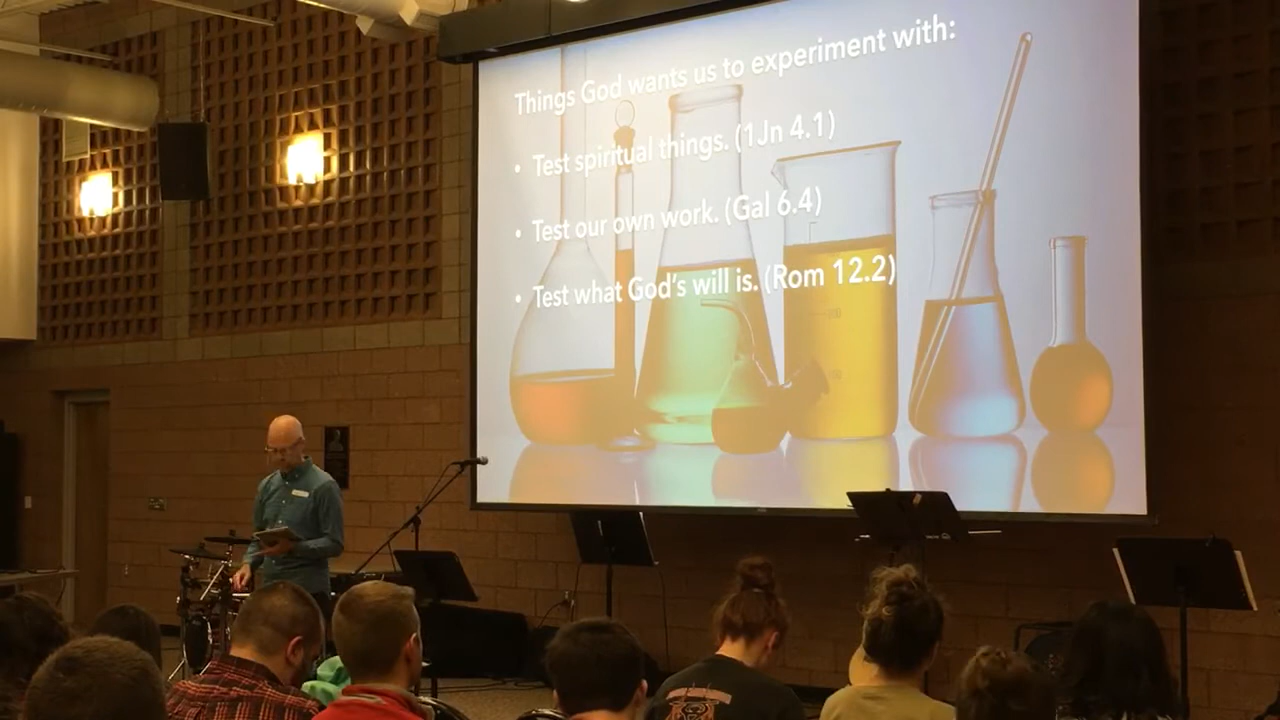 Things God wants us to experiment with:
• Test spiritual things. (1Jn 4.1)
• Test our own work. (Gal 6.4)
• Test what God's will is. (Rom 12.2)